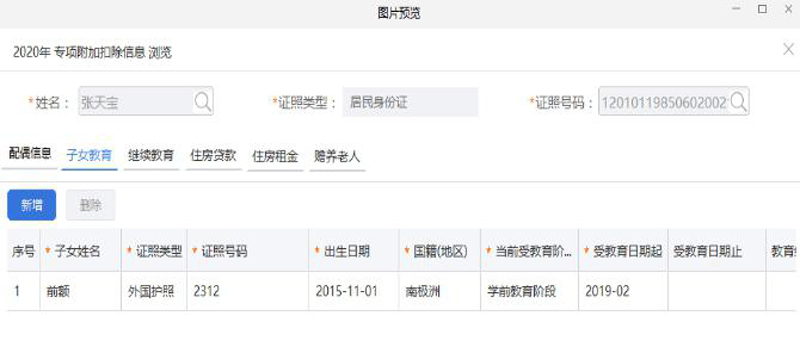 图片预览
2020年 专项附加扣除信息 浏览
*姓名： 张天宝 *证照类型： 居民身份证 *证照号码： 12010119850602002
配偶信息 子女教育 继续教育 住房贷款 住房租金 赡养老人
新增 删除
序号 * 子女姓名 * 证照类型 * 证照号码 * 出生日期 * 国籍(地区) * 当前受教育阶... * 受教育日期起 受教育日期止
1 前颖 外国护照 2312 2015-11-01 南极洲 学前教育阶段 2019-02